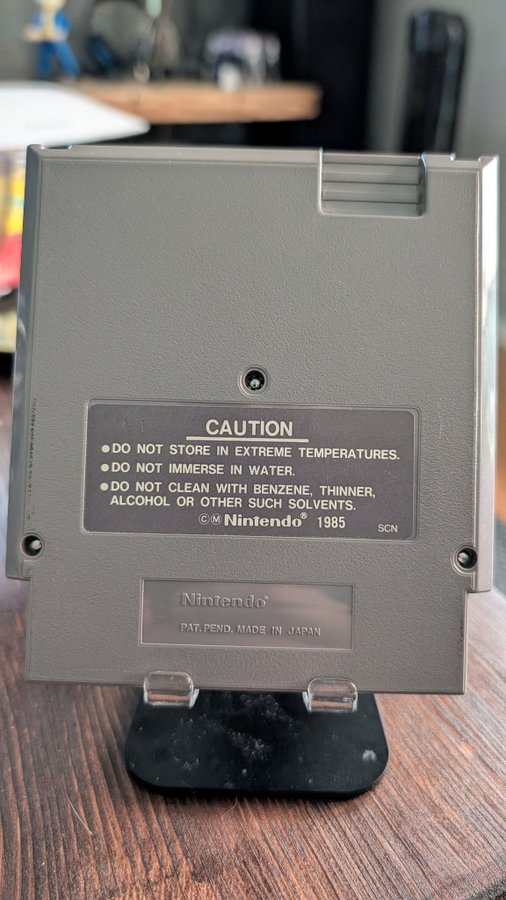 CAUTION
●DO NOT STORE IN EXTREME TEMPERATURES.
●DO NOT IMMERSE IN WATER.
●DO NOT CLEAN WITH BENZENE, THINNER,
ALCOHOL OR OTHER SUCH SOLVENTS.
ⒸⓂNintendo® 1985 SCN
Nintendo®
PAT. PEND. MADE IN JAPAN